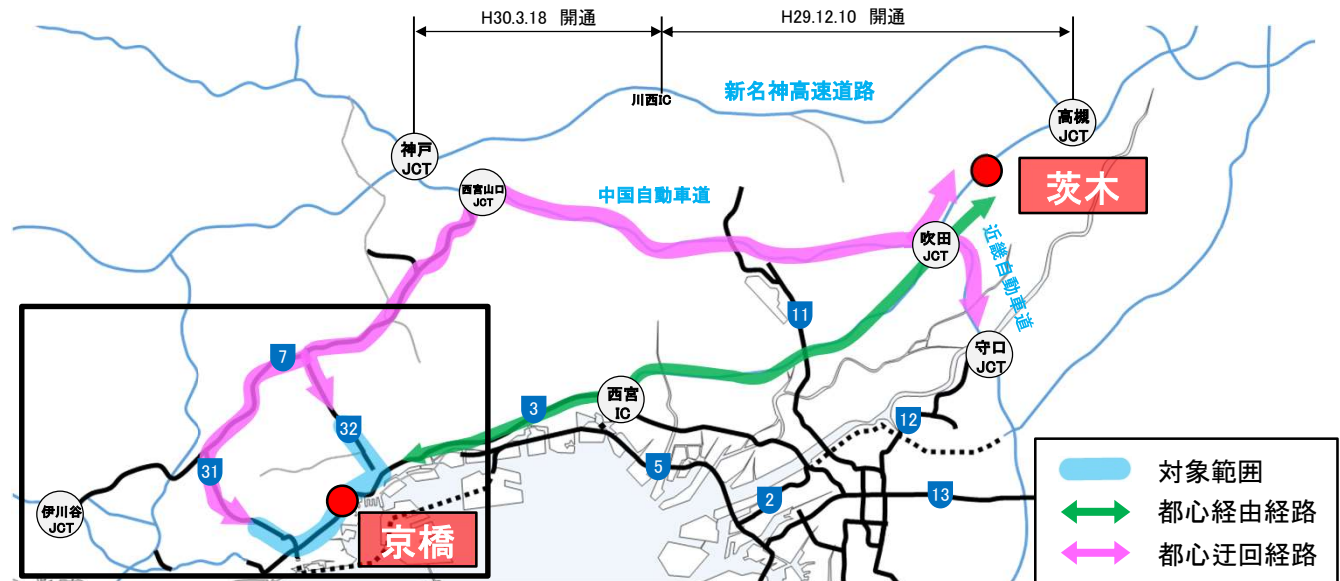 H30.3.18 開通
H29.12.10 開通
新名神高速道路
川西IC
高槻
JCT
神戸
JCT
茨木
西宮山口
JCT
中国自動車道
吹田
JCT
近畿自動車道
11
7
守口
JCT
西宮
IC
3
32
12
31
5
2
13
伊川谷
JCT
京橋
対象範囲
都心経由経路
都心迂回経路